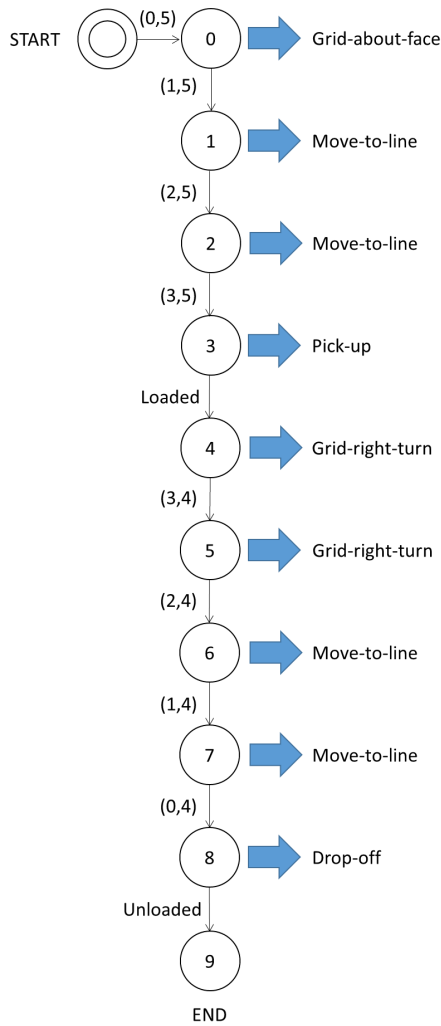 (0,5)
START
0
Grid-about-face
(1,5)
1
Move-to-line
(2,5)
2
Move-to-line
(3,5)
3
Pick-up
Loaded
4
Grid-right-turn
(3,4)
5
Grid-right-turn
(2,4)
6
Move-to-line
(1,4)
7
Move-to-line
(0,4)
8
Drop-off
Unloaded
9
END